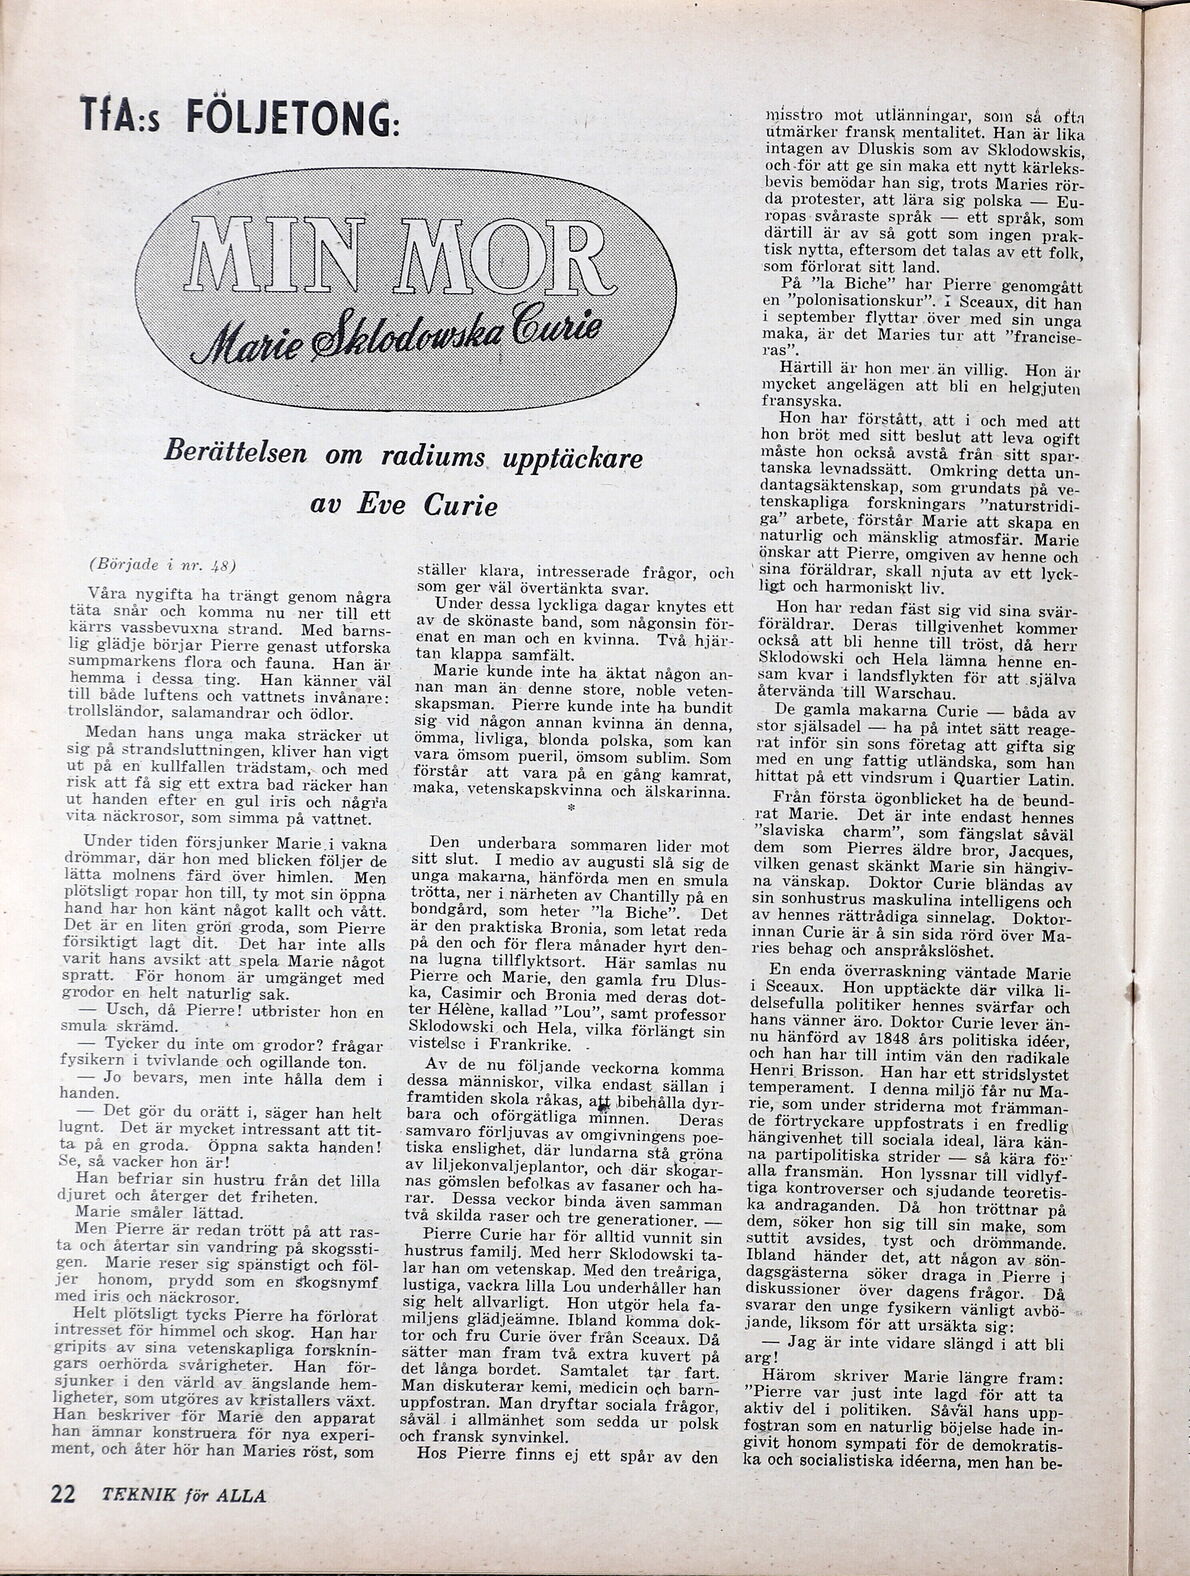 TfA:s FÖLJETONG:
MIN MOR
Marie Sklodowska Curie
Berättelsen om radiums upptäckare
av Eve Curie
(Började i nr. 48)
Våra nygifta ha trängt genom några
täta snår och komma nu ner till ett
kärrs vassbevuxna strand. Med barns-
lig glädje börjar Pierre genast utforska
sumpmarkens flora och fauna. Han är
hemma i dessa ting. Han känner väl
till både luftens och vattnets invånare:
trollsländor, salamandrar och ödlor.
Medan hans unga maka sträcker ut
sig på strandsluttningen, kliver han vigt
ut på en kullfallen trädstam, och med
risk att få sig ett extra bad räcker han
ut handen efter en gul iris och några
vita näckrosor, som simma på vattnet.
Under tiden försjunker Marie i vakna
drömmar, där hon med blicken följer de
lätta molnens färd över himlen. Men
plötsligt ropar hon till, ty mot sin öppna
hand har hon känt något kallt och vått.
Det är en liten grön groda, som Pierre
försiktigt lagt dit. Det har inte alls
varit hans avsikt att spela Marie något
spratt. För honom är umgänget med
grodor en helt naturlig sak.
— Usch, då Pierre! utbrister hon en
smula skrämd.
— Tycker du inte om grodor? frågar
fysikern i tvivlande och ogillande ton.
— Jo bevars, men inte hålla dem i
handen.
— Det gör du orätt i, säger han helt
lugnt. Det är mycket intressant att tit-
ta på en groda. Öppna sakta handen!
Se, så vacker hon är!
Han befriar sin hustru från det lilla
djuret och återger det friheten.
Marie småler lättad.
Men Pierre är redan trött på att ras-
ta och återtar sin vandring på skogssti-
gen. Marie reser sig spänstigt och föl-
jer honom, prydd som en skogsnymf
med iris och näckrosor.
Helt plötsligt tycks Pierre ha förlorat
intresset för himmel och skog. Han har
gripits av sina vetenskapliga forsknin-
gars oerhörda svårigheter. Han för-
sjunker i den värld av ängslande hem-
ligheter, som utgöres av kristallers växt.
Han beskriver för Marie den apparat
han ämnar konstruera för nya experi-
ment, och åter hör han Maries röst, som
ställer klara, intresserade frågor, och
som ger väl övertänkta svar.
Under dessa lyckliga dagar knytes ett
av de skönaste band, som någonsin för-
enat en man och en kvinna. Två hjär-
tan klappa samfält.
Marie kunde inte ha äktat någon an-
nan man än denne store, noble veten-
skapsman. Pierre kunde inte ha bundit
sig vid någon annan kvinna än denna,
ömma, livliga, blonda polska, som kan
vara ömsom pueril, ömsom sublim. Som
förstår att vara på en gång kamrat,
maka, vetenskapskvinna och älskarinna.
*
Den underbara sommaren lider mot
sitt slut. I medio av augusti slå sig de
unga makarna, hänförda men en smula
trötta, ner i närheten av Chantilly på en
bondgård, som heter ”la Biche”. Det
är den praktiska Bronia, som letat reda
på den och för flera månader hyrt den-
na lugna tillflyktsort. Här samlas nu
Pierre och Marie, den gamla fru Dlus-
ka, Casimir och Bronia med deras dot-
ter Hélène, kallad ”Lou”, samt professor
Sklodowski och Hela, vilka förlängt sin
vistelse i Frankrike.
Av de nu följande veckorna komma
dessa människor, vilka endast sällan i
framtiden skola råkas, att bibehålla dyr-
bara och oförgätliga minnen. Deras
samvaro förljuvas av omgivningens poe-
tiska enslighet, där lundarna stå gröna
av liljekonvaljeplantor, och där skogar-
nas gömslen befolkas av fasaner och ha-
rar. Dessa veckor binda även samman
två skilda raser och tre generationer. —
Pierre Curie har för alltid vunnit sin
hustrus familj. Med herr Sklodowski ta-
lar han om vetenskap. Med den treåriga,
lustiga, vackra lilla Lou underhåller han
sig helt allvarligt. Hon utgör hela fa-
miljens glädjeämne. Ibland komma dok-
tor och fru Curie över från Sceaux. Då
sätter man fram två extra kuvert på
det långa bordet. Samtalet tar fart.
Man diskuterar kemi, medicin och barn-
uppfostran. Man dryftar sociala frågor,
såväl i allmänhet som sedda ur polsk
och fransk synvinkel.
Hos Pierre finns ej ett spår av den
misstro mot utlänningar, som så ofta
utmärker fransk mentalitet. Han är lika
intagen av Dluskis som av Sklodowskis,
och för att ge sin maka ett nytt kärleks-
bevis bemödar han sig, trots Maries rör-
da protester, att lära sig polska — Eu-
ropas svåraste språk — ett språk, som
därtill är av så gott som ingen prak-
tisk nytta, eftersom det talas av ett folk,
som förlorat sitt land.
På ”la Biche” har Pierre genomgått
en ”polonisationskur”. I Sceaux, dit han
i september flyttar över med sin unga
maka, är det Maries tur att ”francise-
ras”.
Härtill är hon mer än villig. Hon är
mycket angelägen att bli en helgjuten
fransyska.
Hon har förstått, att i och med att
hon bröt med sitt beslut att leva ogift
måste hon också avstå från sitt spar-
tanska levnadssätt. Omkring detta un-
dantagsäktenskap, som grundats på ve-
tenskapliga forskningars ”naturstridi-
ga” arbete, förstår Marie att skapa en
naturlig och mänsklig atmosfär. Marie
önskar att Pierre, omgiven av henne och
sina föräldrar, skall njuta av ett lyck-
ligt och harmoniskt liv.
Hon har redan fäst sig vid sina svär-
föräldrar. Deras tillgivenhet kommer
också att bli henne till tröst, då herr
Sklodowski och Hela lämna henne en-
sam kvar i landsflykten för att själva
återvända till Warschau.
De gamla makarna Curie — båda av
stor själsadel — ha på intet sätt reage-
rat inför sin sons företag att gifta sig
med en ung fattig utländska, som han
hittat på ett vindsrum i Quartier Latin.
Från första ögonblicket ha de beund-
rat Marie. Det är inte endast hennes
”slaviska charm”, som fängslat såväl
dem som Pierres äldre bror, Jacques,
vilken genast skänkt Marie sin hängiv-
na vänskap. Doktor Curie bländas av
sin sonhustrus maskulina intelligens och
av hennes rättrådiga sinnelag. Doktor-
innan Curie är å sin sida rörd över Ma-
ries behag och anspråkslöshet.
En enda överraskning väntade Marie
i Sceaux. Hon upptäckte där vilka li-
delsefulla politiker hennes svärfar och
hans vänner äro. Doktor Curie lever än-
nu hänförd av 1848 års politiska idéer,
och han har till intim vän den radikale
Henri Brisson. Han har ett stridslystet
temperament. I denna miljö får nu Ma-
rie, som under striderna mot främman-
de förtryckare uppfostrats i en fredlig
hängivenhet till sociala ideal, lära kän-
na partipolitiska strider — så kära för
alla fransmän. Hon lyssnar till vidlyf-
tiga kontroverser och sjudande teoretis-
ka andraganden. Då hon tröttnar på
dem, söker hon sig till sin make, som
suttit avsides, tyst och drömmande.
Ibland händer det, att någon av sön-
dagsgästerna söker draga in Pierre i
diskussioner över dagens frågor. Då
svarar den unge fysikern vänligt avbö-
jande, liksom för att ursäkta sig:
— Jag är inte vidare slängd i att bli
arg!
Härom skriver Marie längre fram:
”Pierre var just inte lagd för att ta
aktiv del i politiken. Såväl hans upp-
fostran som en naturlig böjelse hade in-
givit honom sympati för de demokratis-
ka och socialistiska idéerna, men han be-
22 TEKNIK för ALLA